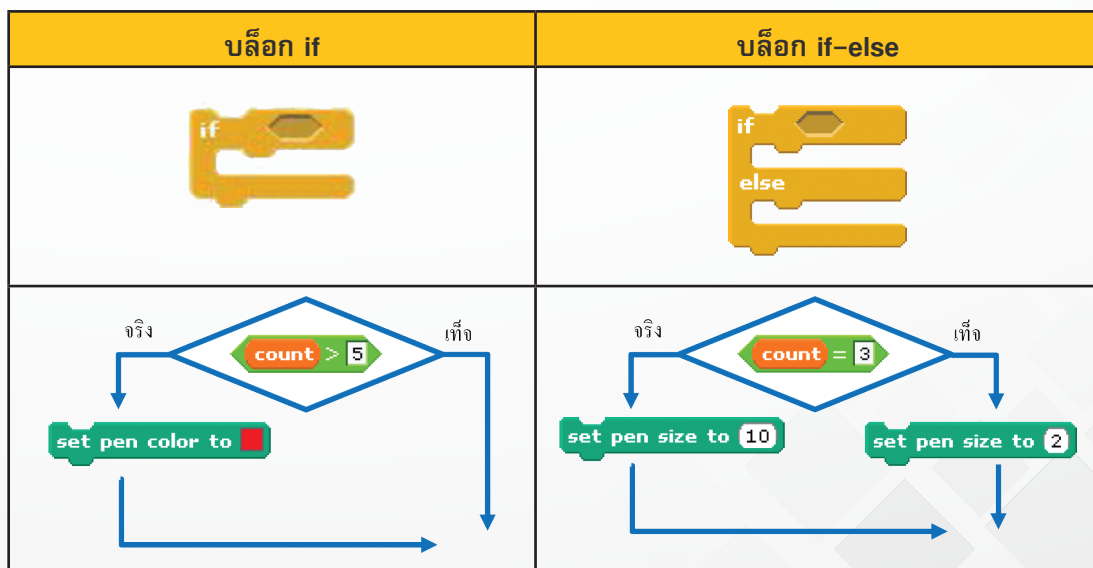 บล็อก if
บล็อก if-else
if
if
else
จริง
เท็จ
count > 5
set pen color to
จริง
เท็จ
count = 3
set pen size to 10
set pen size to 2